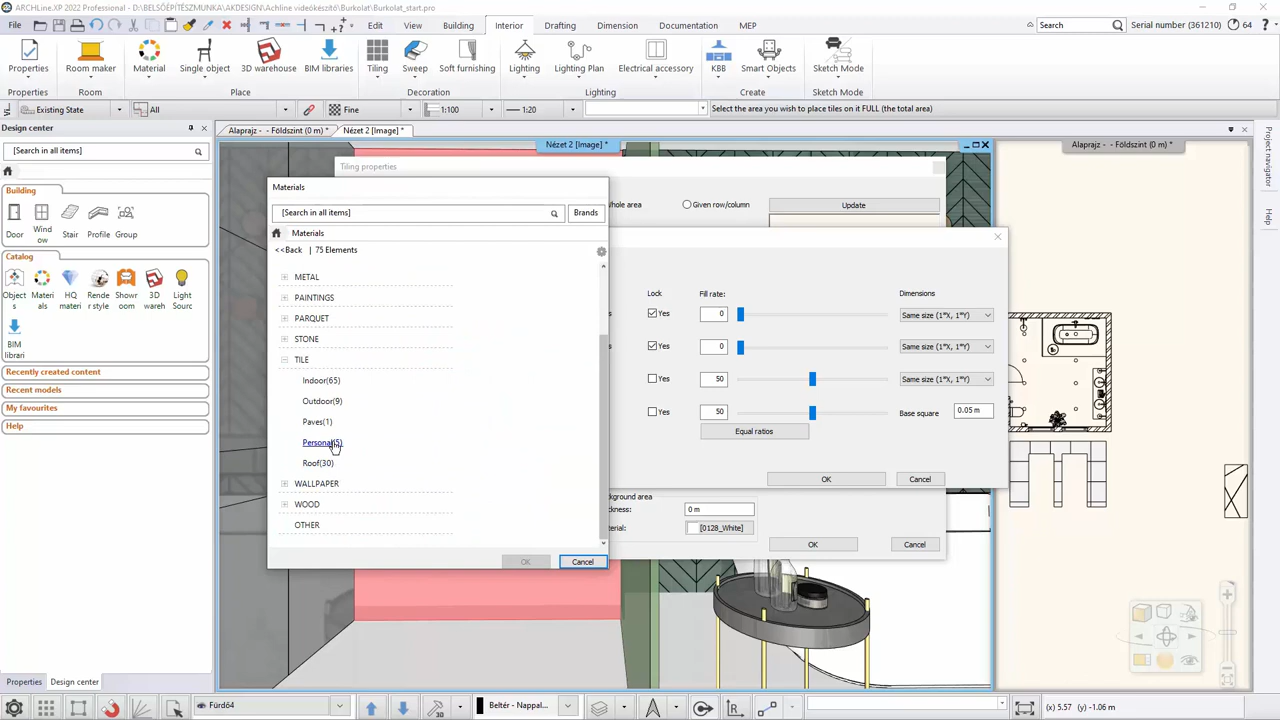 ARCHLine.XP 2022 Professional - D:\BELSŐÉPÍTÉSZMUNKA\AKDESIGN\Achline videókészítő\Burkolat\Burkolat_start.pro
File
Edit
View
Building
Interior
Drafting
Dimension
Documentation
MEP
Search
Serial number (361210)
64
Properties
Room maker
Material
Single object
3D warehouse
BIM libraries
Tiling
Sweep
Soft furnishing
Lighting
Lighting Plan
Electrical accessory
KBB
Smart Objects
Sketch Mode
Properties
Room
Place
Decoration
Lighting
Create
Sketch Mode
Existing State
All
Fine
1:100
1:20
Select the area you wish to place tiles on it FULL (the total area)
Design center
Alaprajz - - Földszint (0 m) *
Nézet 2 [Image] *
[Search in all items]
Nézet 2 [Image] *
Alaprajz - - Földszint (0 m) *
Building
Door
Wind
ow
Stair
Profile
Group
Catalog
Objects
Materi
als
HQ
materi
Rende
r style
Showr
oom
3D
wareh
Light
Sourc
BIM
librari
Recently created content
Recent models
My favourites
Help
Tiling properties
hole area
Given row/column
Update
Materials
[Search in all items]
Brands
Materials
<<Back | 75 Elements
METAL
PAINTINGS
PARQUET
STONE
TILE
Indoor(65)
Outdoor(9)
Paves(1)
Personal(5)
Roof(30)
WALLPAPER
WOOD
OTHER
OK
Cancel
Lock
Fill rate:
Dimensions
Yes
0
Same size (1*X, 1*Y)
Yes
0
Same size (1*X, 1*Y)
Yes
50
Same size (1*X, 1*Y)
Yes
50
Base square
0.05 m
Equal ratios
OK
Cancel
ckground area
ickness:
0 m
terial:
[0128_White]
OK
Cancel
Project navigator
Help
Properties
Design center
Fürdő4
30
Beltér - Nappal...
(x) 5.57 (y) -1.06 m